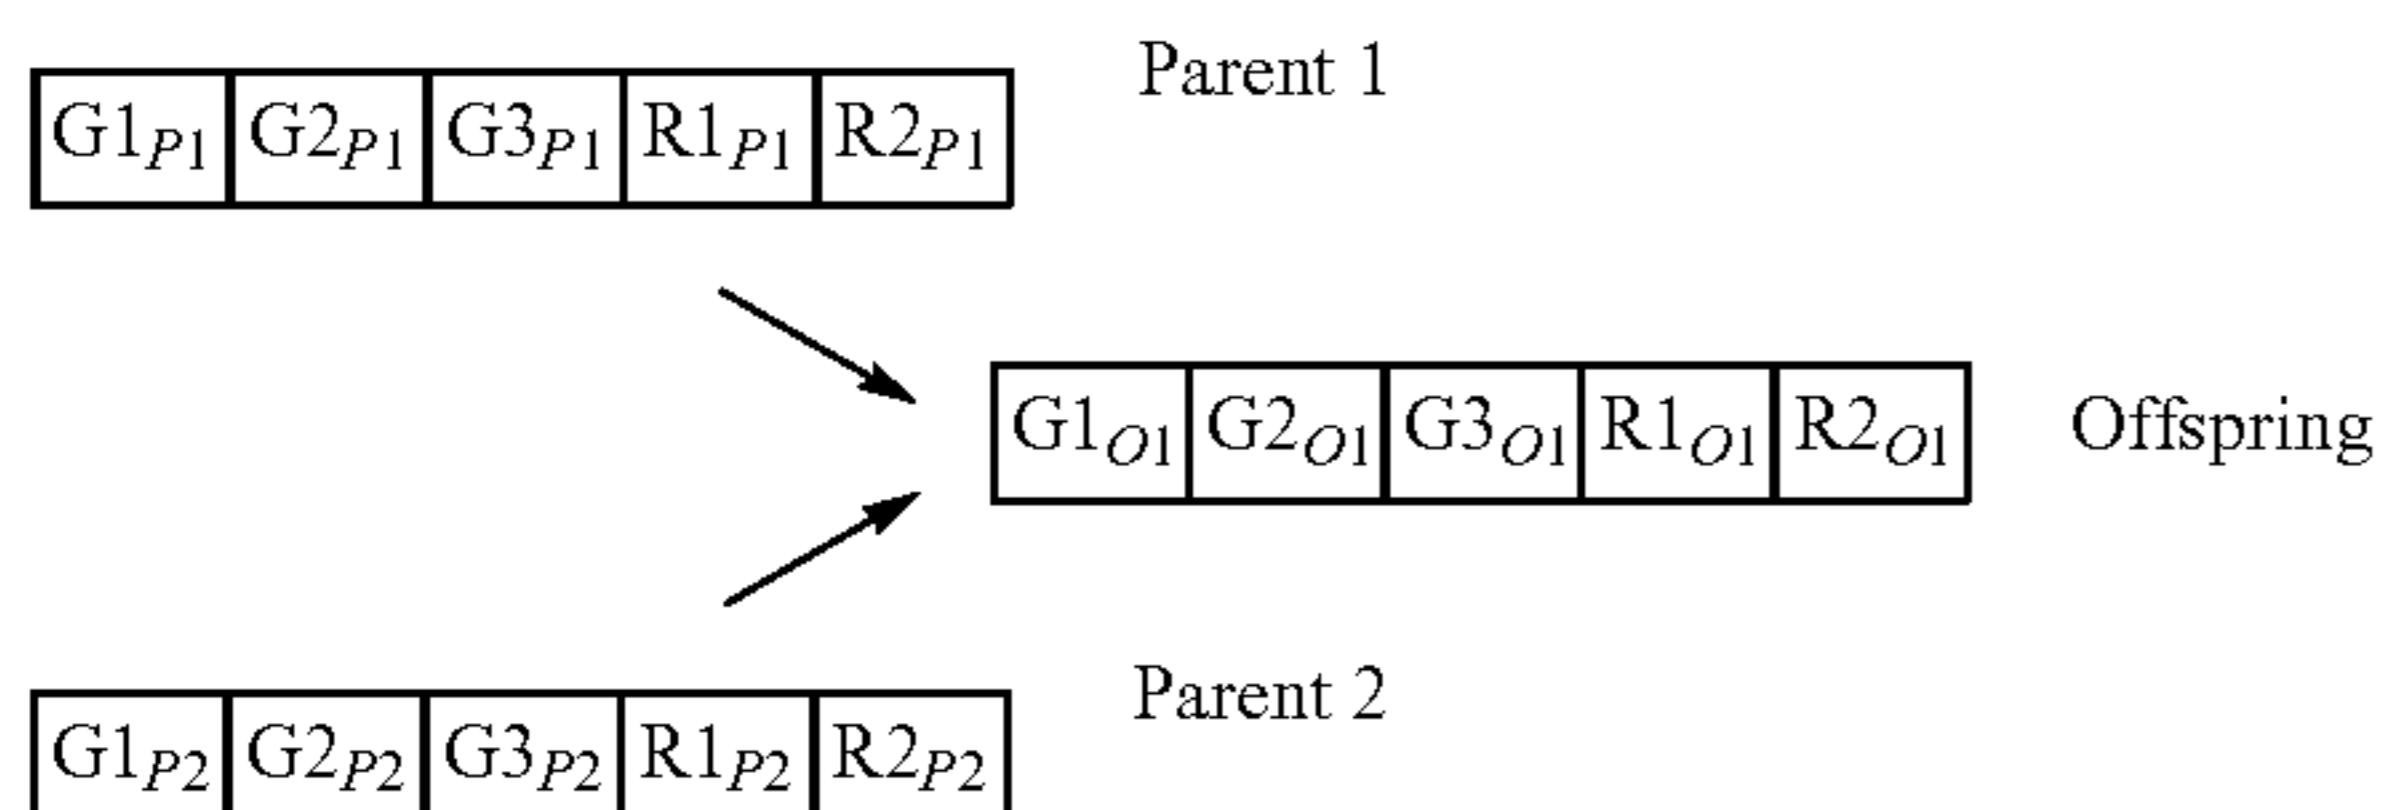 Parent 1
G1P1 G2P1 G3P1 R1P1 R2P1
G1O1 G2O1 G3O1 R1O1 R2O1 Offspring
Parent 2
G1P2 G2P2 G3P2 R1P2 R2P2